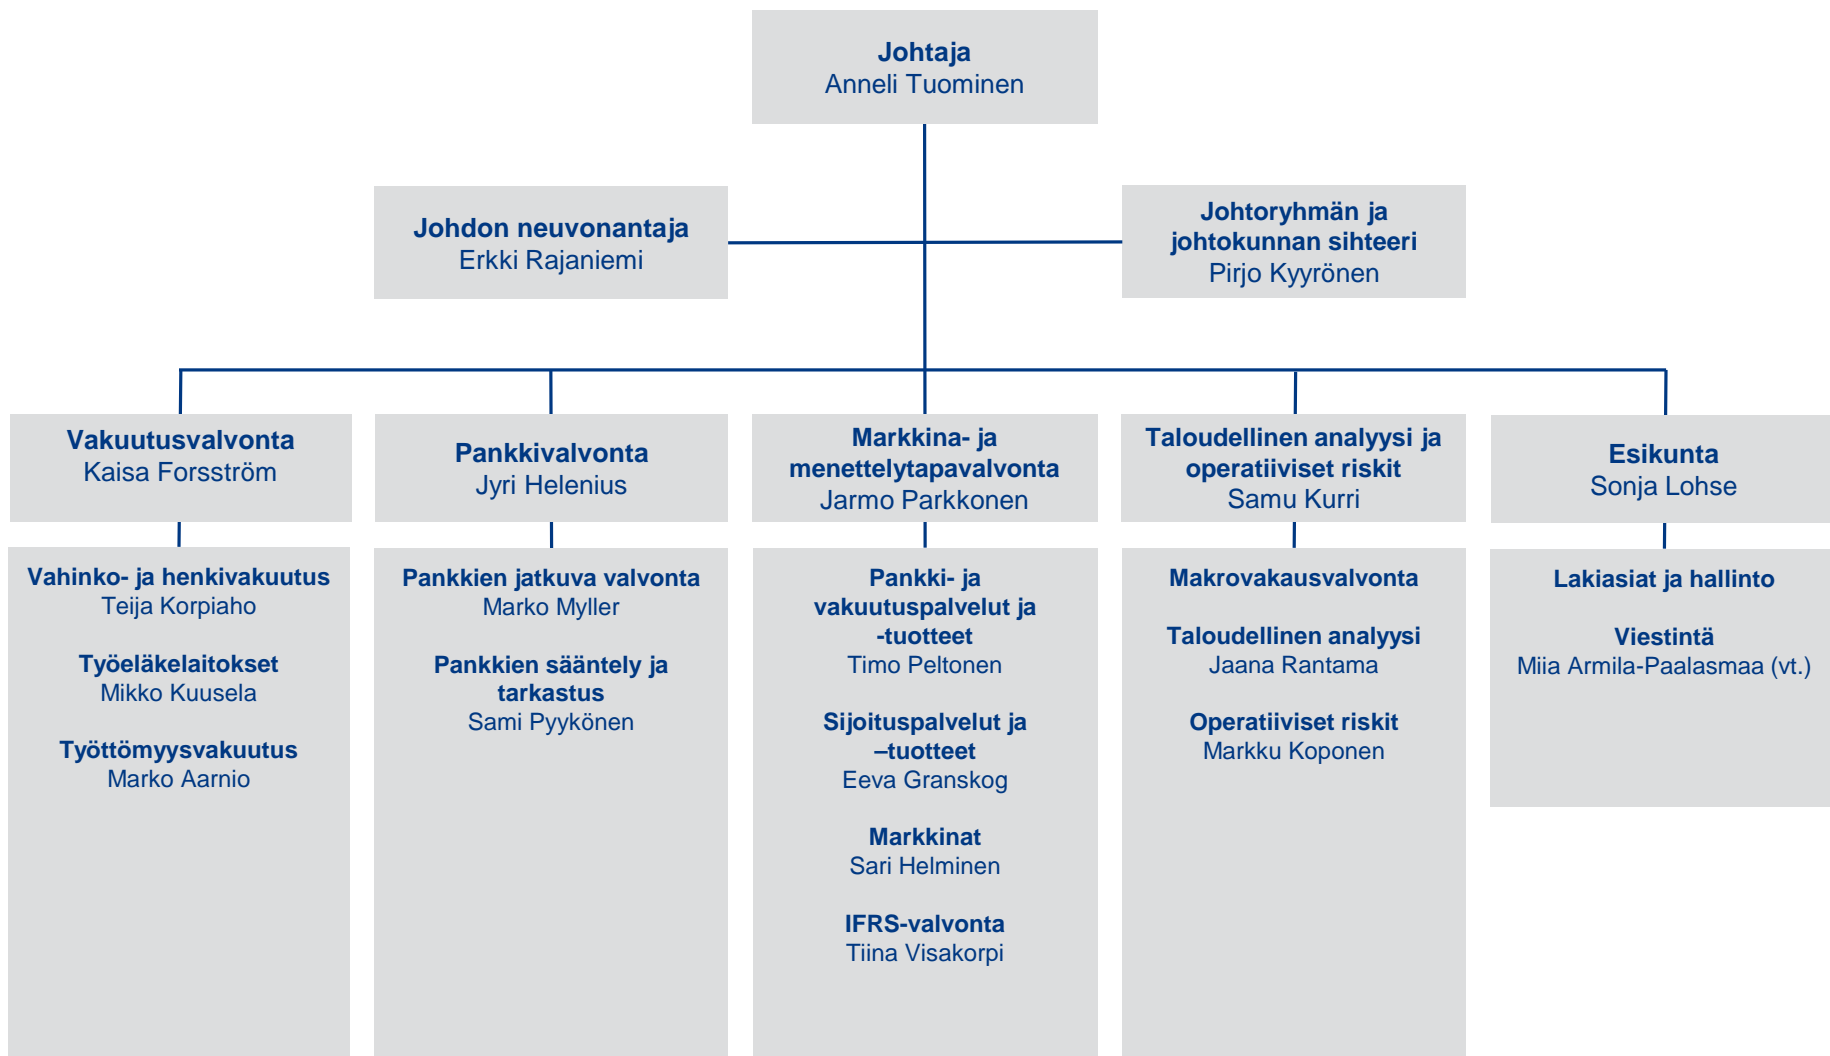 Johtaja
Anneli Tuominen
Johdon neuvonantaja
Erkki Rajaniemi
Johtoryhmän ja
johtokunnan sihteeri
Pirjo Kyyrönen
Vakuutusvalvonta
Kaisa Forsström
Pankkivalvonta
Jyri Helenius
Markkina- ja
menettelytapavalvonta
Jarmo Parkkonen
Taloudellinen analyysi ja
operatiiviset riskit
Samu Kurri
Esikunta
Sonja Lohse
Vahinko- ja henkivakuutus
Teija Korpiaho
Työeläkelaitokset
Mikko Kuusela
Työttömyysvakuutus
Marko Aarnio
Pankkien jatkuva valvonta
Marko Myller
Pankkien sääntely ja
tarkastus
Sami Pyykönen
Pankki- ja
vakuutuspalvelut ja
-tuotteet
Timo Peltonen
Sijoituspalvelut ja
–tuotteet
Eeva Granskog
Markkinat
Sari Helminen
IFRS-valvonta
Tiina Visakorpi
Makrovakausvalvonta
Taloudellinen analyysi
Jaana Rantama
Operatiiviset riskit
Markku Koponen
Lakiasiat ja hallinto
Viestintä
Miia Armila-Paalasmaa (vt.)